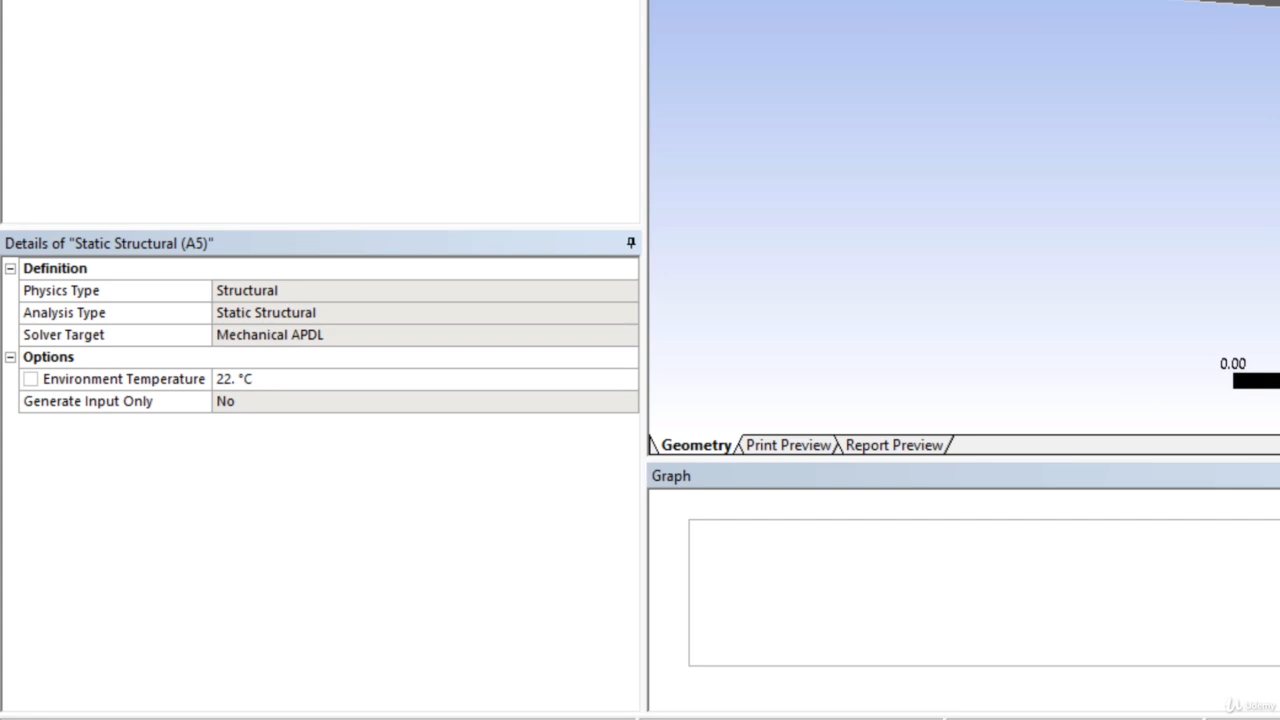 Details of "Static Structural (A5)"
Definition
Physics Type Structural
Analysis Type Static Structural
Solver Target Mechanical APDL
Options
Environment Temperature 22. °C
Generate Input Only No
0.00
Geometry Print Preview Report Preview
Graph
Udemy